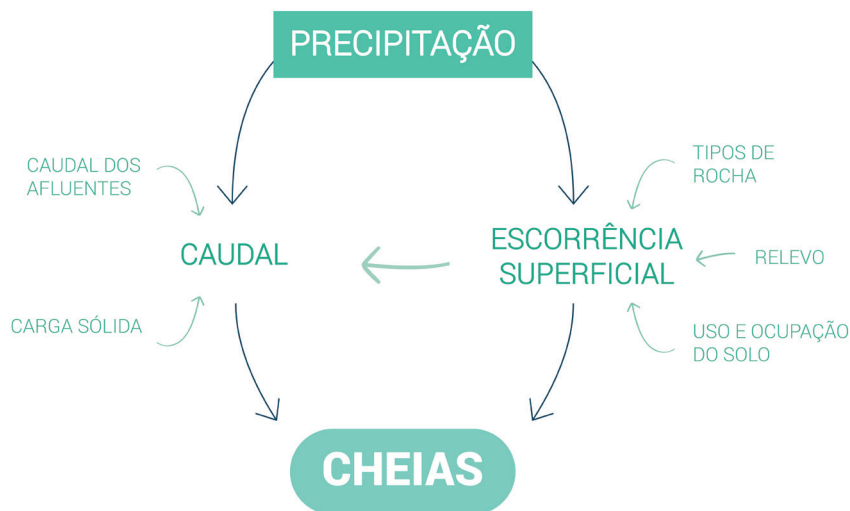 PRECIPITAÇÃO
CAUDAL DOS
AFLUENTES
TIPOS DE
ROCHA
CAUDAL
ESCORRÊNCIA
SUPERFICIAL
RELEVO
CARGA SÓLIDA
USO E OCUPAÇÃO
DO SOLO
CHEIAS